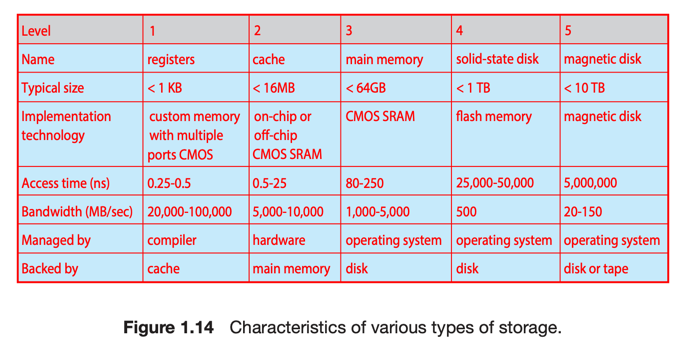 Level 1 2 3 4 5
Name registers cache main memory solid-state disk magnetic disk
Typical size < 1 KB < 16MB < 64GB < 1 TB < 10 TB
Implementation technology custom memory with multiple ports CMOS on-chip or off-chip CMOS SRAM CMOS SRAM flash memory magnetic disk
Access time (ns) 0.25-0.5 0.5-25 80-250 25,000-50,000 5,000,000
Bandwidth (MB/sec) 20,000-100,000 5,000-10,000 1,000-5,000 500 20-150
Managed by compiler hardware operating system operating system operating system
Backed by cache main memory disk disk disk or tape
Figure 1.14 Characteristics of various types of storage.